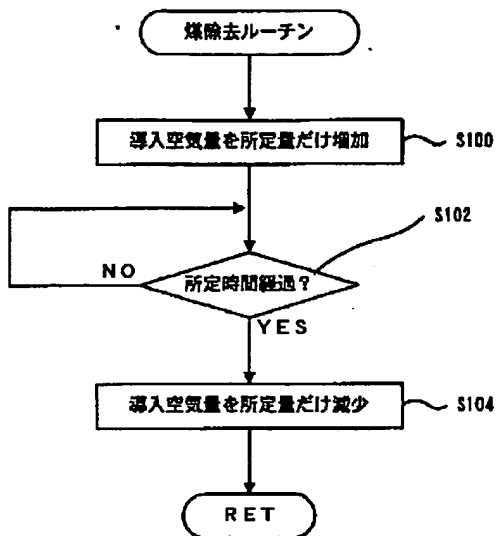 煤除去ルーチン
導入空気量を所定量だけ増加
S100
S102
NO
所定時間経過？
YES
導入空気量を所定量だけ減少
S104
RET